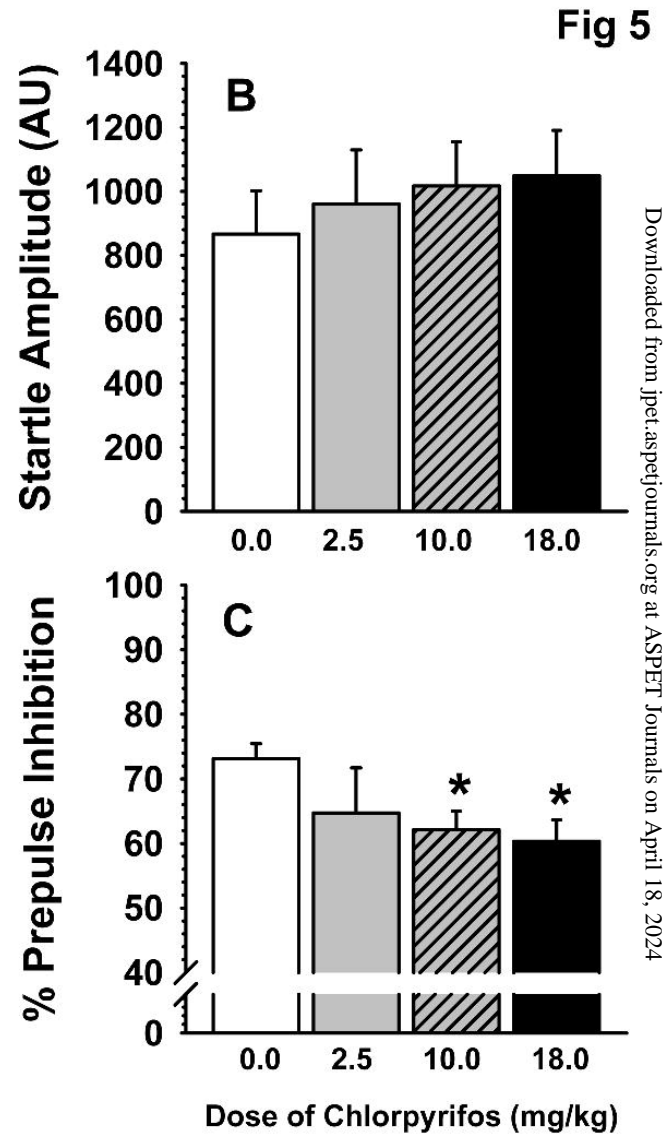 Fig 5
B
Startle Amplitude (AU)
1400
1200
1000
800
600
400
200
0
0.0 2.5 10.0 18.0
C
% Prepulse Inhibition
100
90
80
70
60
50
40
0
* *
0.0 2.5 10.0 18.0
Dose of Chlorpyrifos (mg/kg)
Downloaded from jpet.aspetjournals.org at ASPET Journals on April 18, 2024